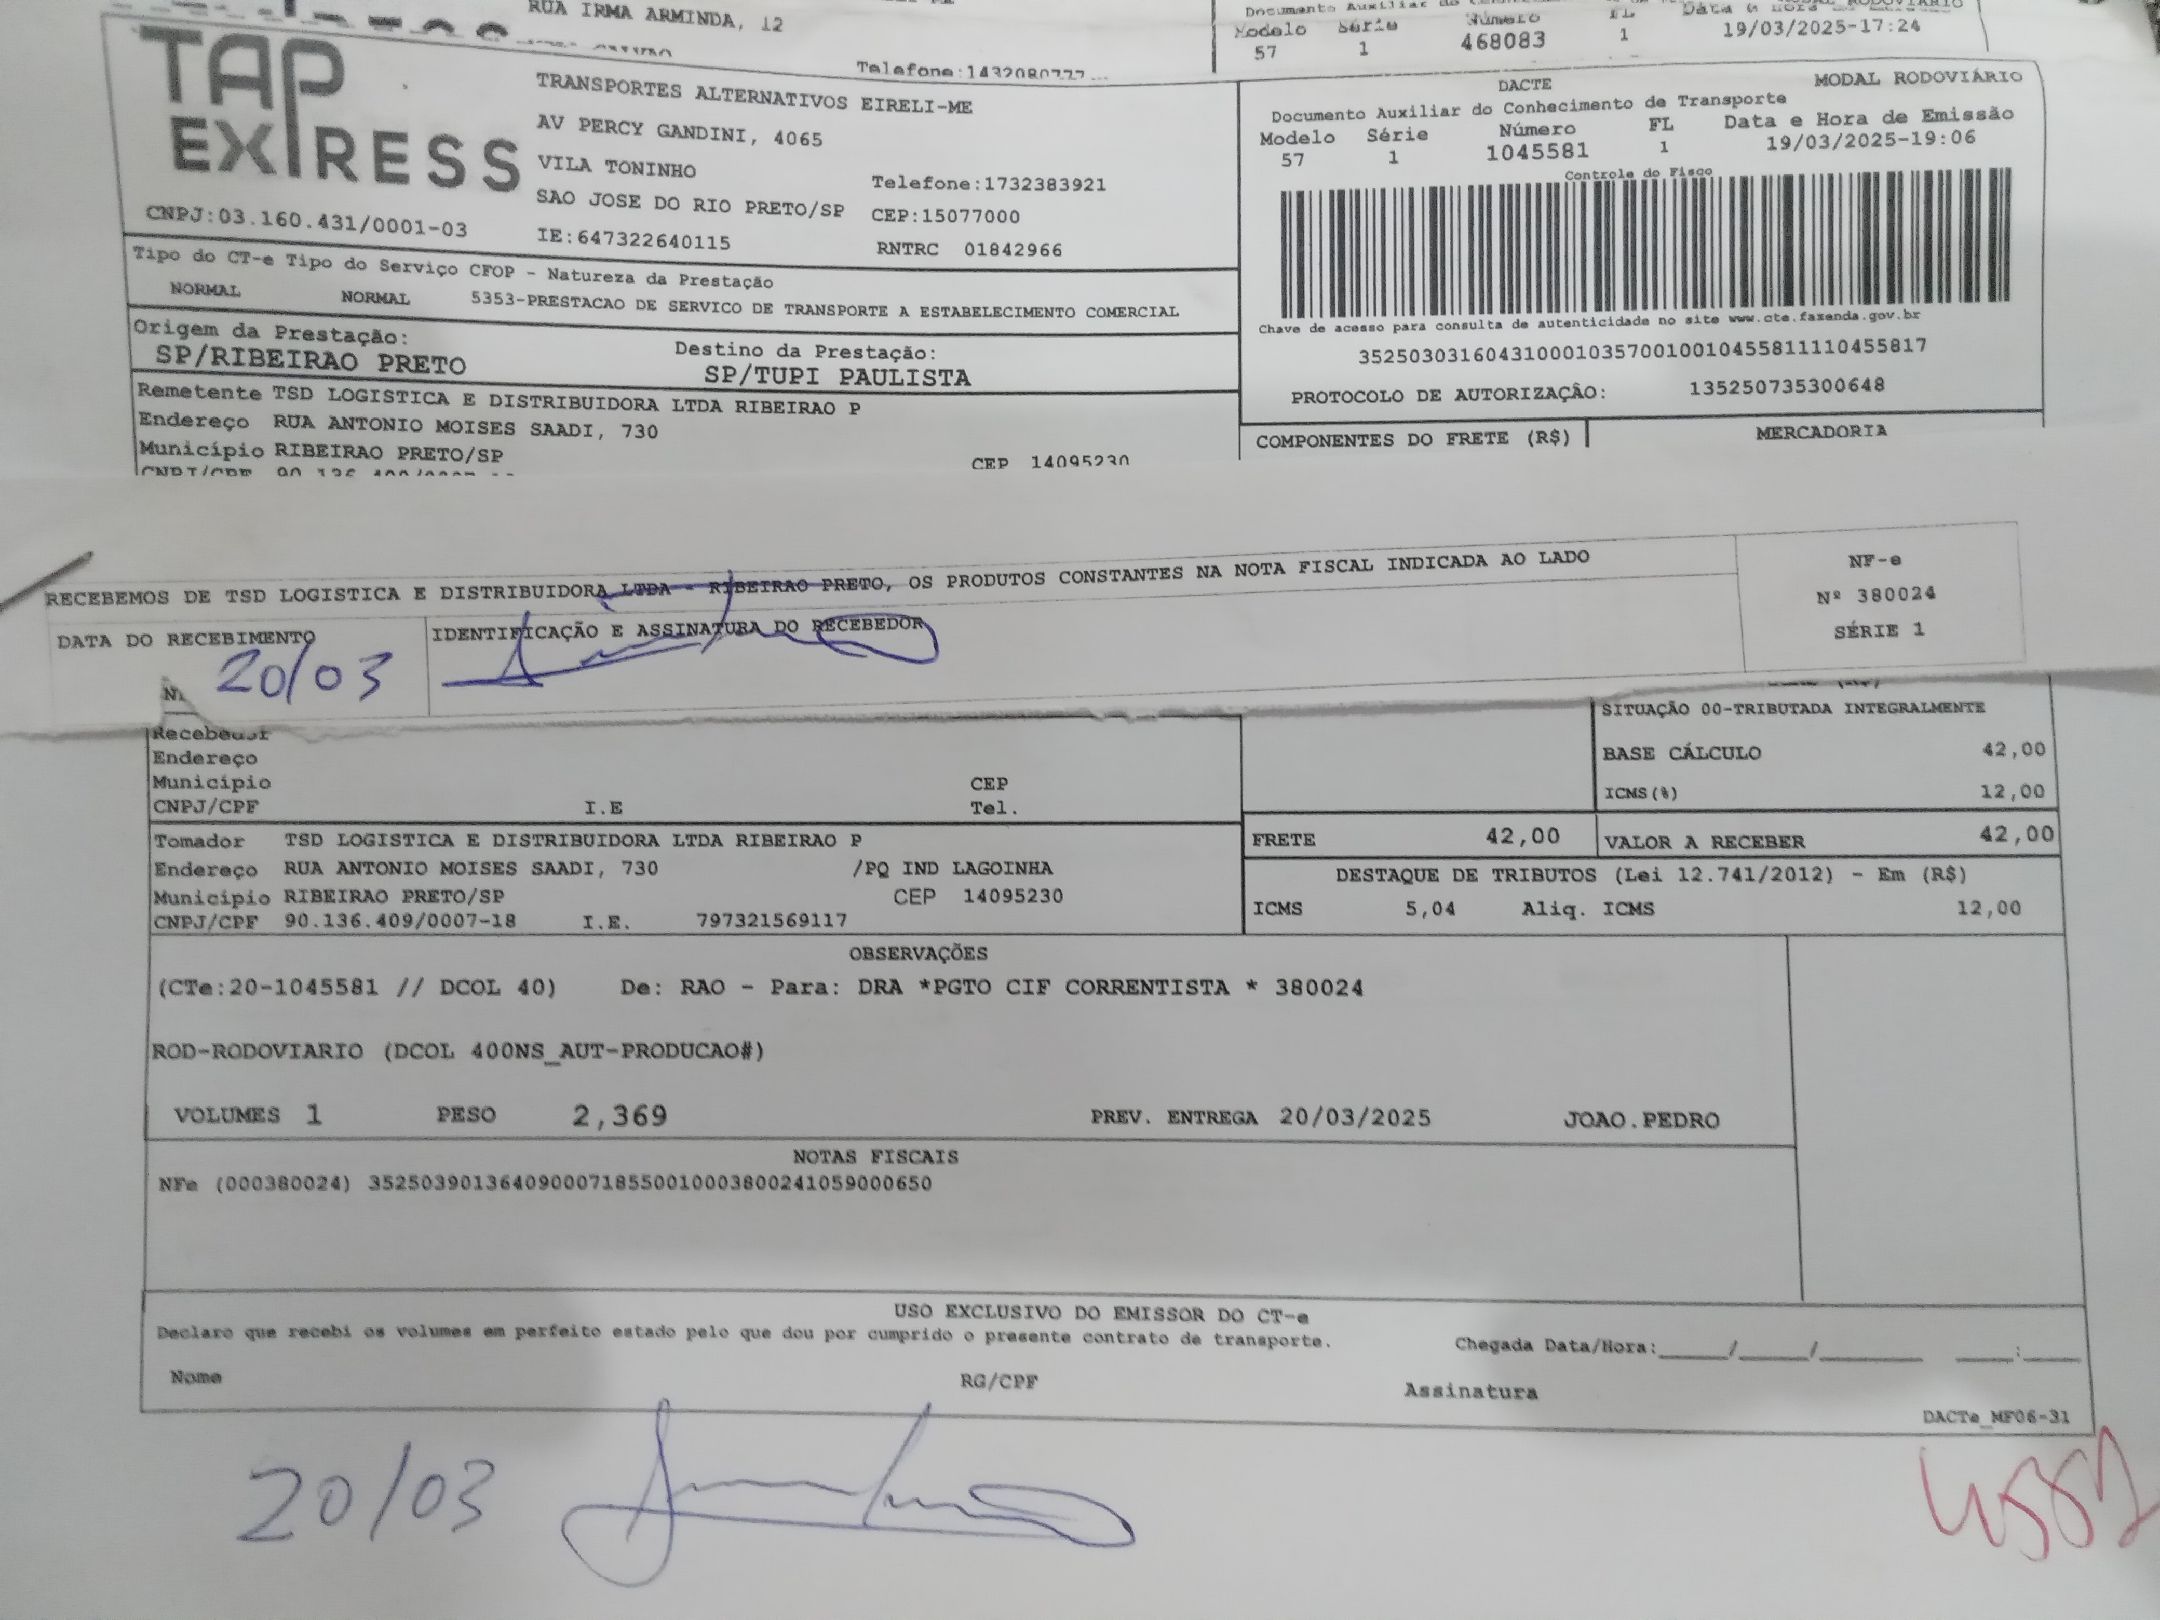 RUA IRMA ARMINDA, 12
Telefone:1432080777
Documento Auxiliar do
Modelo Série Número FL Data e Hora
57 1 468083 1 19/03/2025-17:24
TAP EXPRESS
CNPJ:03.160.431/0001-03
TRANSPORTES ALTERNATIVOS EIRELI-ME
AV PERCY GANDINI, 4065
VILA TONINHO
Telefone:1732383921
SAO JOSE DO RIO PRETO/SP CEP:15077000
IE:647322640115 RNTRC 01842966
DACTE MODAL RODOVIÁRIO
Documento Auxiliar do Conhecimento de Transporte
Modelo Série Número FL Data e Hora de Emissão
57 1 1045581 1 19/03/2025-19:06
Controle do Fisco
Chave de acesso para consulta de autenticidade no site www.cte.fazenda.gov.br
35250303160431000103570010010455811110455817
PROTOCOLO DE AUTORIZAÇÃO: 135250735300648
Tipo do CT-e Tipo do Serviço CFOP - Natureza da Prestação
NORMAL NORMAL 5353-PRESTACAO DE SERVICO DE TRANSPORTE A ESTABELECIMENTO COMERCIAL
Origem da Prestação: Destino da Prestação:
SP/RIBEIRAO PRETO SP/TUPI PAULISTA
Remetente TSD LOGISTICA E DISTRIBUIDORA LTDA RIBEIRAO P
Endereço RUA ANTONIO MOISES SAADI, 730
Município RIBEIRAO PRETO/SP CEP 14095230
COMPONENTES DO FRETE (R$) MERCADORIA
RECEBEMOS DE TSD LOGISTICA E DISTRIBUIDORA LTDA - RIBEIRAO PRETO, OS PRODUTOS CONSTANTES NA NOTA FISCAL INDICADA AO LADO
DATA DO RECEBIMENTO IDENTIFICAÇÃO E ASSINATURA DO RECEBEDOR
20/03
NF-e
Nº 380024
SÉRIE 1
SITUAÇÃO 00-TRIBUTADA INTEGRALMENTE
BASE CÁLCULO 42,00
ICMS(%) 12,00
Recebedor
Endereço
Município CEP
CNPJ/CPF I.E Tel.
FRETE 42,00 VALOR A RECEBER 42,00
Tomador TSD LOGISTICA E DISTRIBUIDORA LTDA RIBEIRAO P
Endereço RUA ANTONIO MOISES SAADI, 730 /PQ IND LAGOINHA
Município RIBEIRAO PRETO/SP CEP 14095230
CNPJ/CPF 90.136.409/0007-18 I.E. 797321569117
DESTAQUE DE TRIBUTOS (Lei 12.741/2012) - Em (R$)
ICMS 5,04 Aliq. ICMS 12,00
OBSERVAÇÕES
(CTe:20-1045581 // DCOL 40) De: RAO - Para: DRA *PGTO CIF CORRENTISTA * 380024
ROD-RODOVIARIO (DCOL 400NS_AUT-PRODUCAO#)
VOLUMES 1 PESO 2,369 PREV. ENTREGA 20/03/2025 JOAO.PEDRO
NOTAS FISCAIS
NFe (000380024) 35250390136409000718550010003800241059000650
USO EXCLUSIVO DO EMISSOR DO CT-e
Declaro que recebi os volumes em perfeito estado pelo que dou por cumprido o presente contrato de transporte. Chegada Data/Hora:____/____/____ ____:____
Nome RG/CPF Assinatura
DACTe_MF06-31
20/03